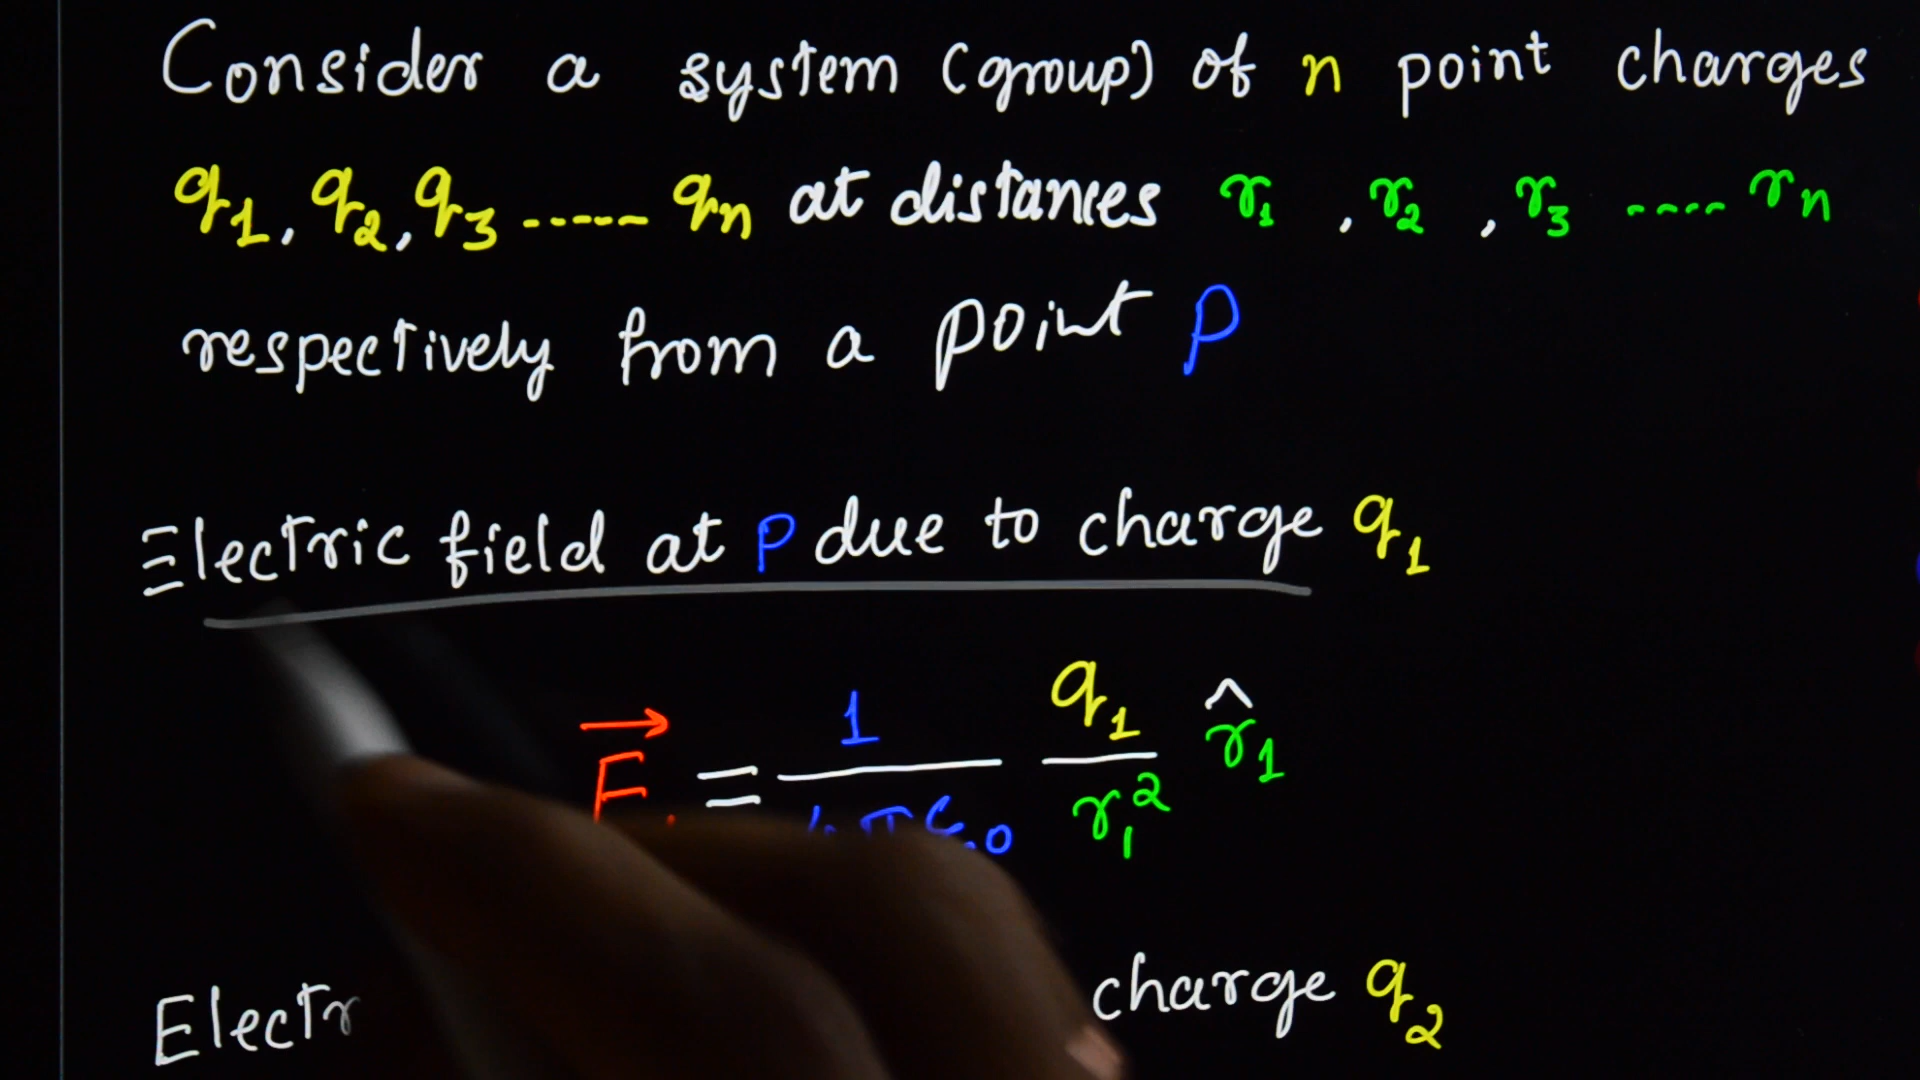 Consider a system (group) of n point charges
q1, q2, q3 ----- qn at distances r1 , r2 , r3 ---- rn
respectively from a point P
Electric field at P due to charge q1
= 1 / 0 q1 / r1² r̂1
charge q2